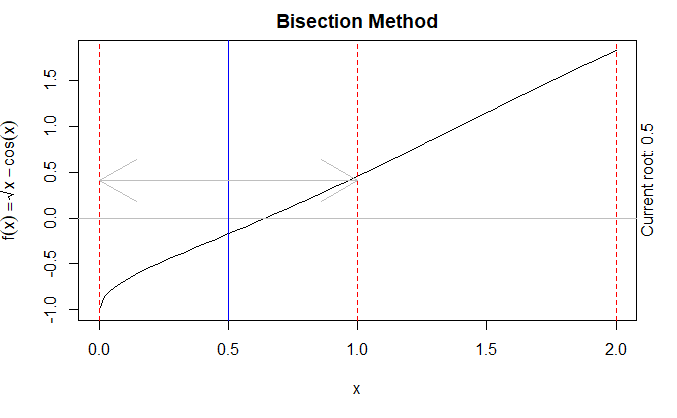 Bisection Method
f(x) = √x − cos(x)
1.5
1.0
0.5
0.0
-0.5
-1.0
Current root: 0.5
0.0 0.5 1.0 1.5 2.0
x